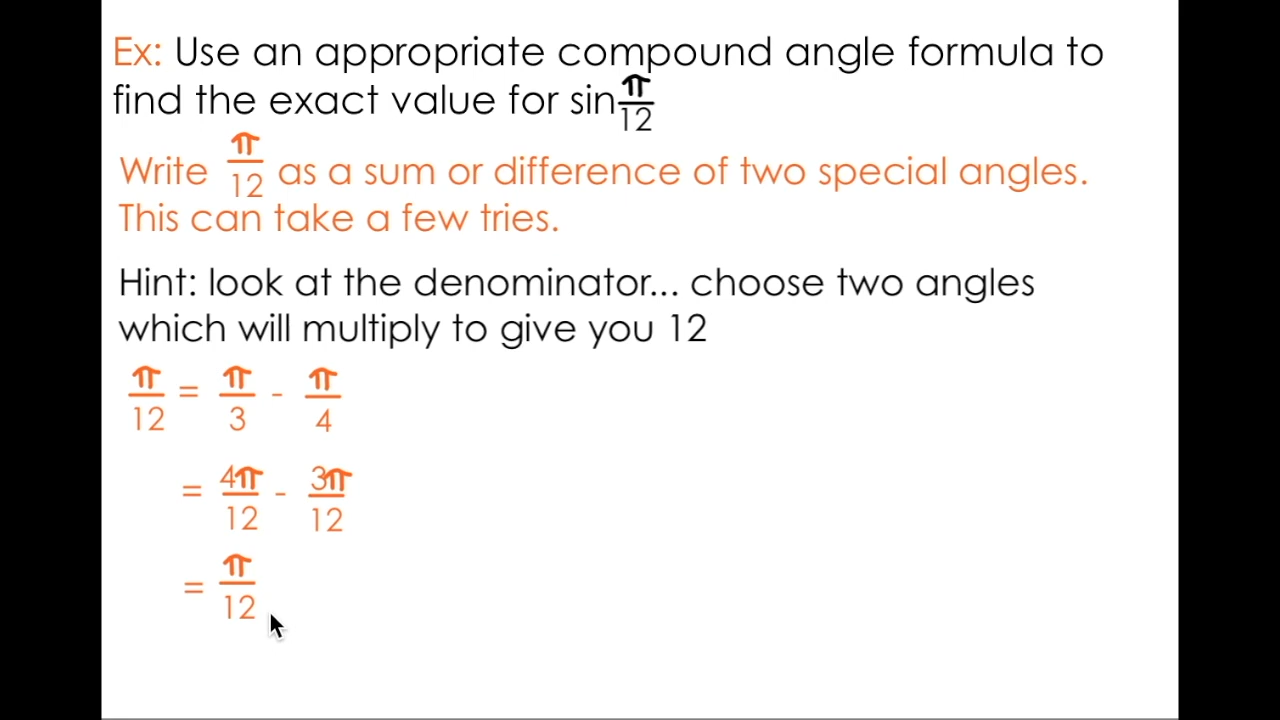 Ex: Use an appropriate compound angle formula to
find the exact value for sin π/12
Write π/12 as a sum or difference of two special angles.
This can take a few tries.
Hint: look at the denominator... choose two angles
which will multiply to give you 12
π/12 = π/3 - π/4
= 4π/12 - 3π/12
= π/12